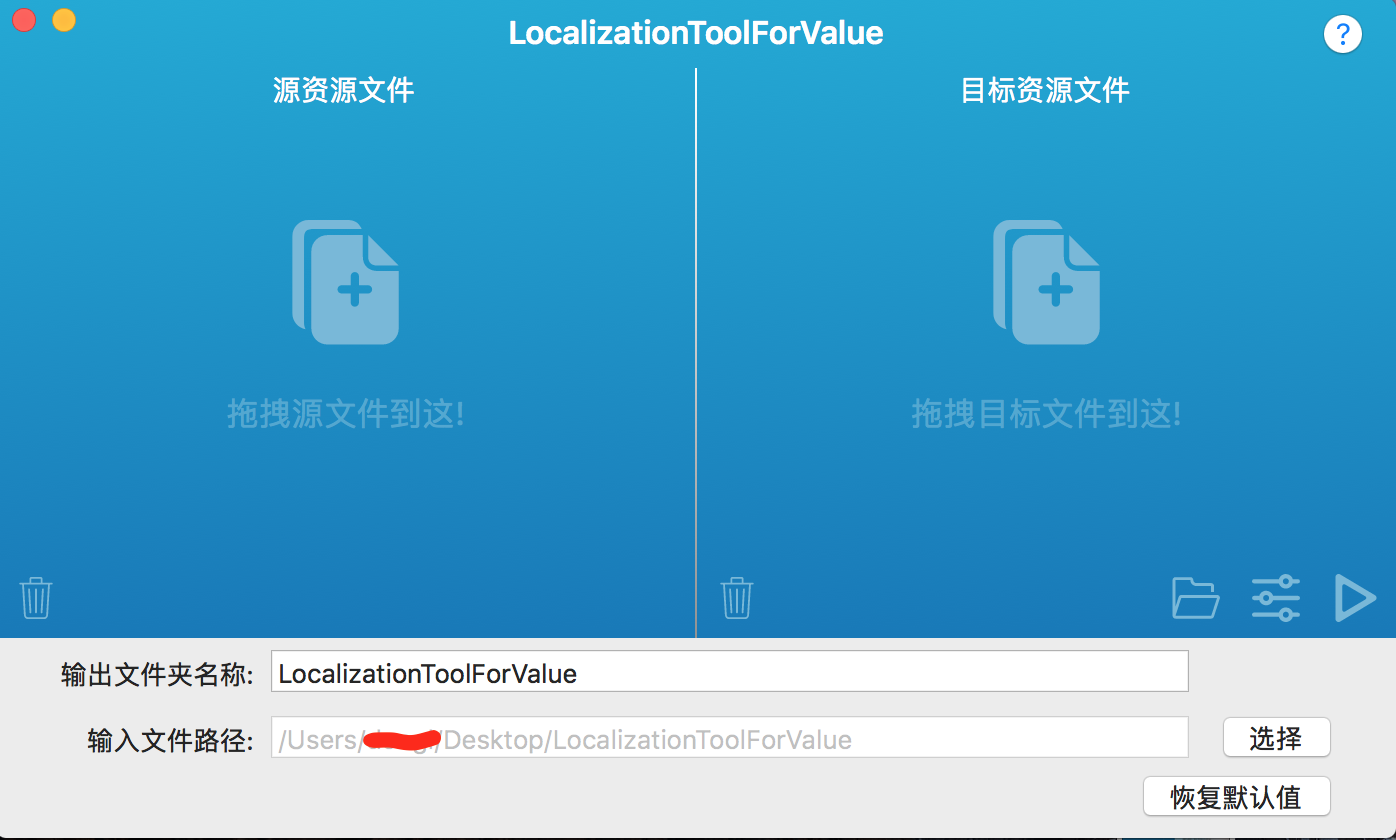 LocalizationToolForValue
?
源资源文件
目标资源文件
拖拽源文件到这!
拖拽目标文件到这!
输出文件夹名称: LocalizationToolForValue
输入文件路径: /Users/ /Desktop/LocalizationToolForValue 选择
恢复默认值